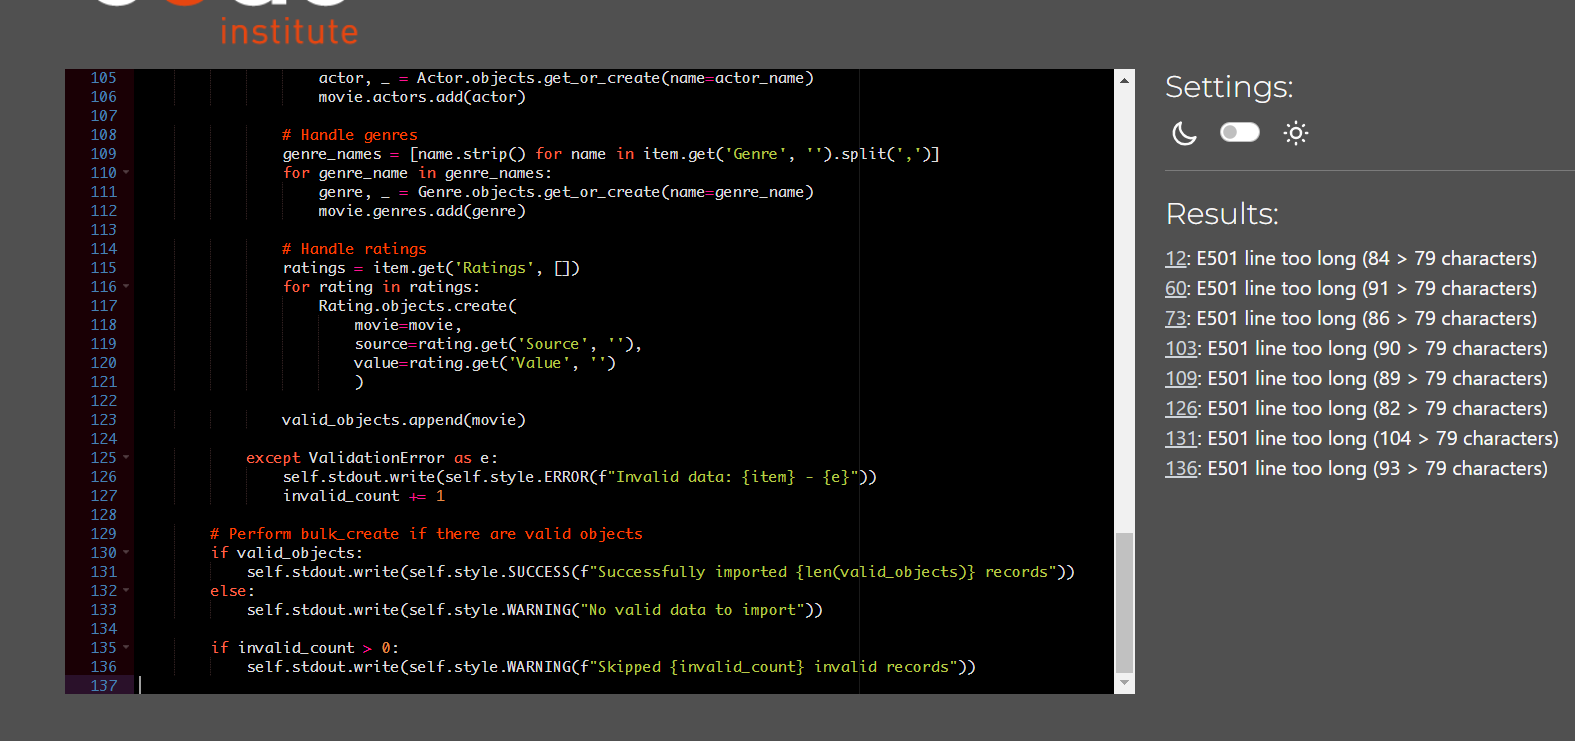 institute
105 actor, _ = Actor.objects.get_or_create(name=actor_name)
106 movie.actors.add(actor)
107
108 # Handle genres
109 genre_names = [name.strip() for name in item.get('Genre', '').split(',')]
110 for genre_name in genre_names:
111 genre, _ = Genre.objects.get_or_create(name=genre_name)
112 movie.genres.add(genre)
113
114 # Handle ratings
115 ratings = item.get('Ratings', [])
116 for rating in ratings:
117 Rating.objects.create(
118 movie=movie,
119 source=rating.get('Source', ''),
120 value=rating.get('Value', '')
121 )
122
123 valid_objects.append(movie)
124
125 except ValidationError as e:
126 self.stdout.write(self.style.ERROR(f"Invalid data: {item} - {e}"))
127 invalid_count += 1
128
129 # Perform bulk_create if there are valid objects
130 if valid_objects:
131 self.stdout.write(self.style.SUCCESS(f"Successfully imported {len(valid_objects)} records"))
132 else:
133 self.stdout.write(self.style.WARNING("No valid data to import"))
134
135 if invalid_count > 0:
136 self.stdout.write(self.style.WARNING(f"Skipped {invalid_count} invalid records"))
137
Settings:
Results:
12: E501 line too long (84 > 79 characters)
60: E501 line too long (91 > 79 characters)
73: E501 line too long (86 > 79 characters)
103: E501 line too long (90 > 79 characters)
109: E501 line too long (89 > 79 characters)
126: E501 line too long (82 > 79 characters)
131: E501 line too long (104 > 79 characters)
136: E501 line too long (93 > 79 characters)